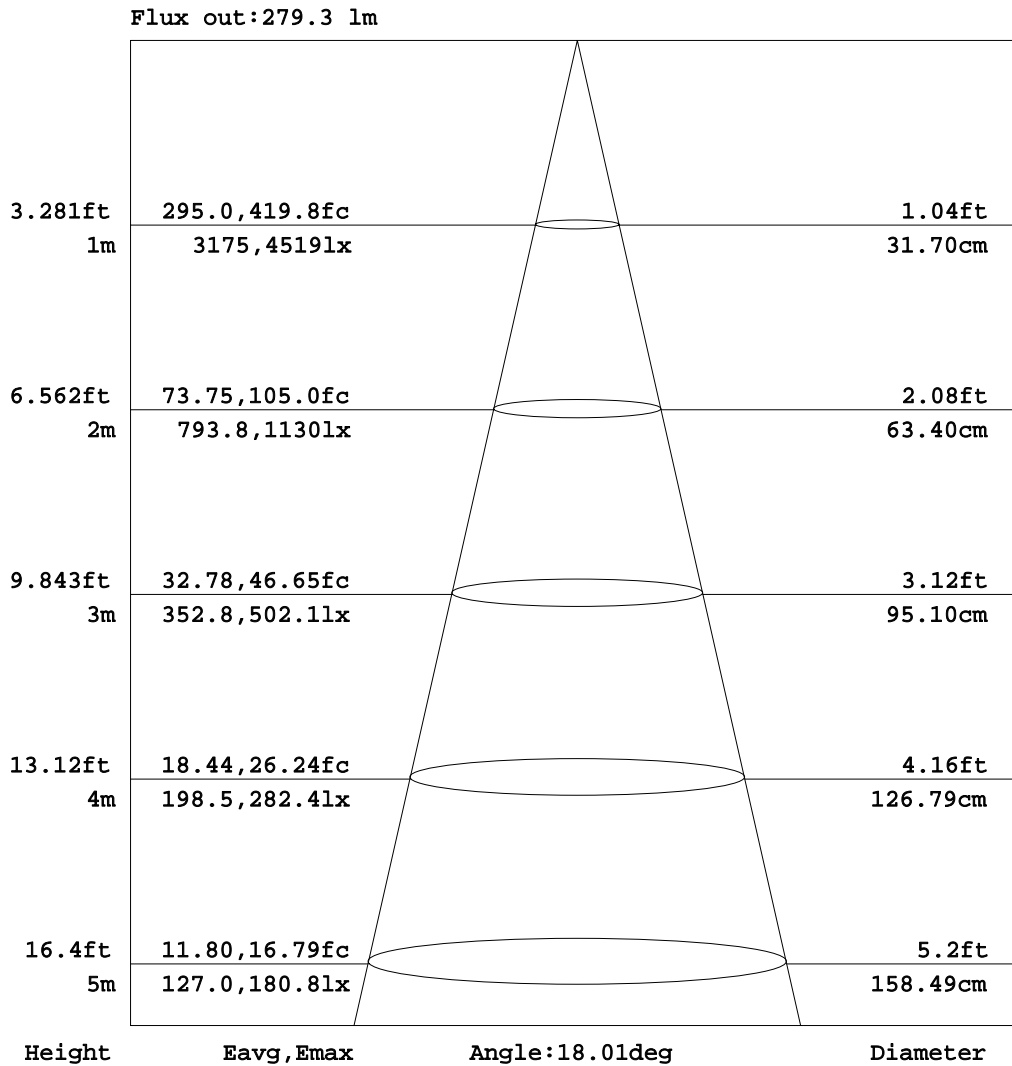 Flux out:279.3 lm
3.281ft 295.0,419.8fc 1.04ft
1m 3175,4519lx 31.70cm
6.562ft 73.75,105.0fc 2.08ft
2m 793.8,1130lx 63.40cm
9.843ft 32.78,46.65fc 3.12ft
3m 352.8,502.1lx 95.10cm
13.12ft 18.44,26.24fc 4.16ft
4m 198.5,282.4lx 126.79cm
16.4ft 11.80,16.79fc 5.2ft
5m 127.0,180.8lx 158.49cm
Height Eavg,Emax Angle:18.01deg Diameter